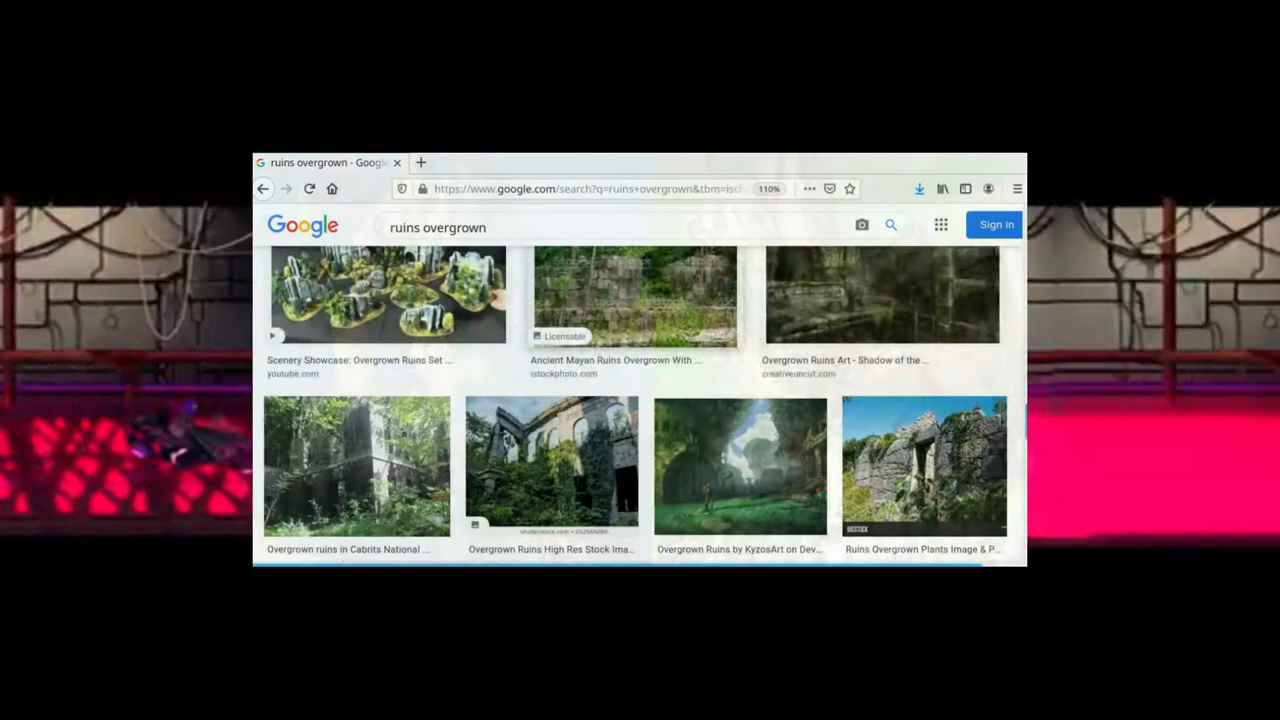 ruins overgrown - Google
https://www.google.com/search?q=ruins+overgrown&tbm=isch
110%
Google
ruins overgrown
Sign in
Licensable
Scenery Showcase: Overgrown Ruins Set ...
Ancient Mayan Ruins Overgrown With ...
Overgrown Ruins Art - Shadow of the ...
youtube.com
istockphoto.com
creativeuncut.com
Overgrown ruins in Cabrits National ...
Overgrown Ruins High Res Stock Ima...
Overgrown Ruins by KyzosArt on Dev...
Ruins Overgrown Plants Image & P...